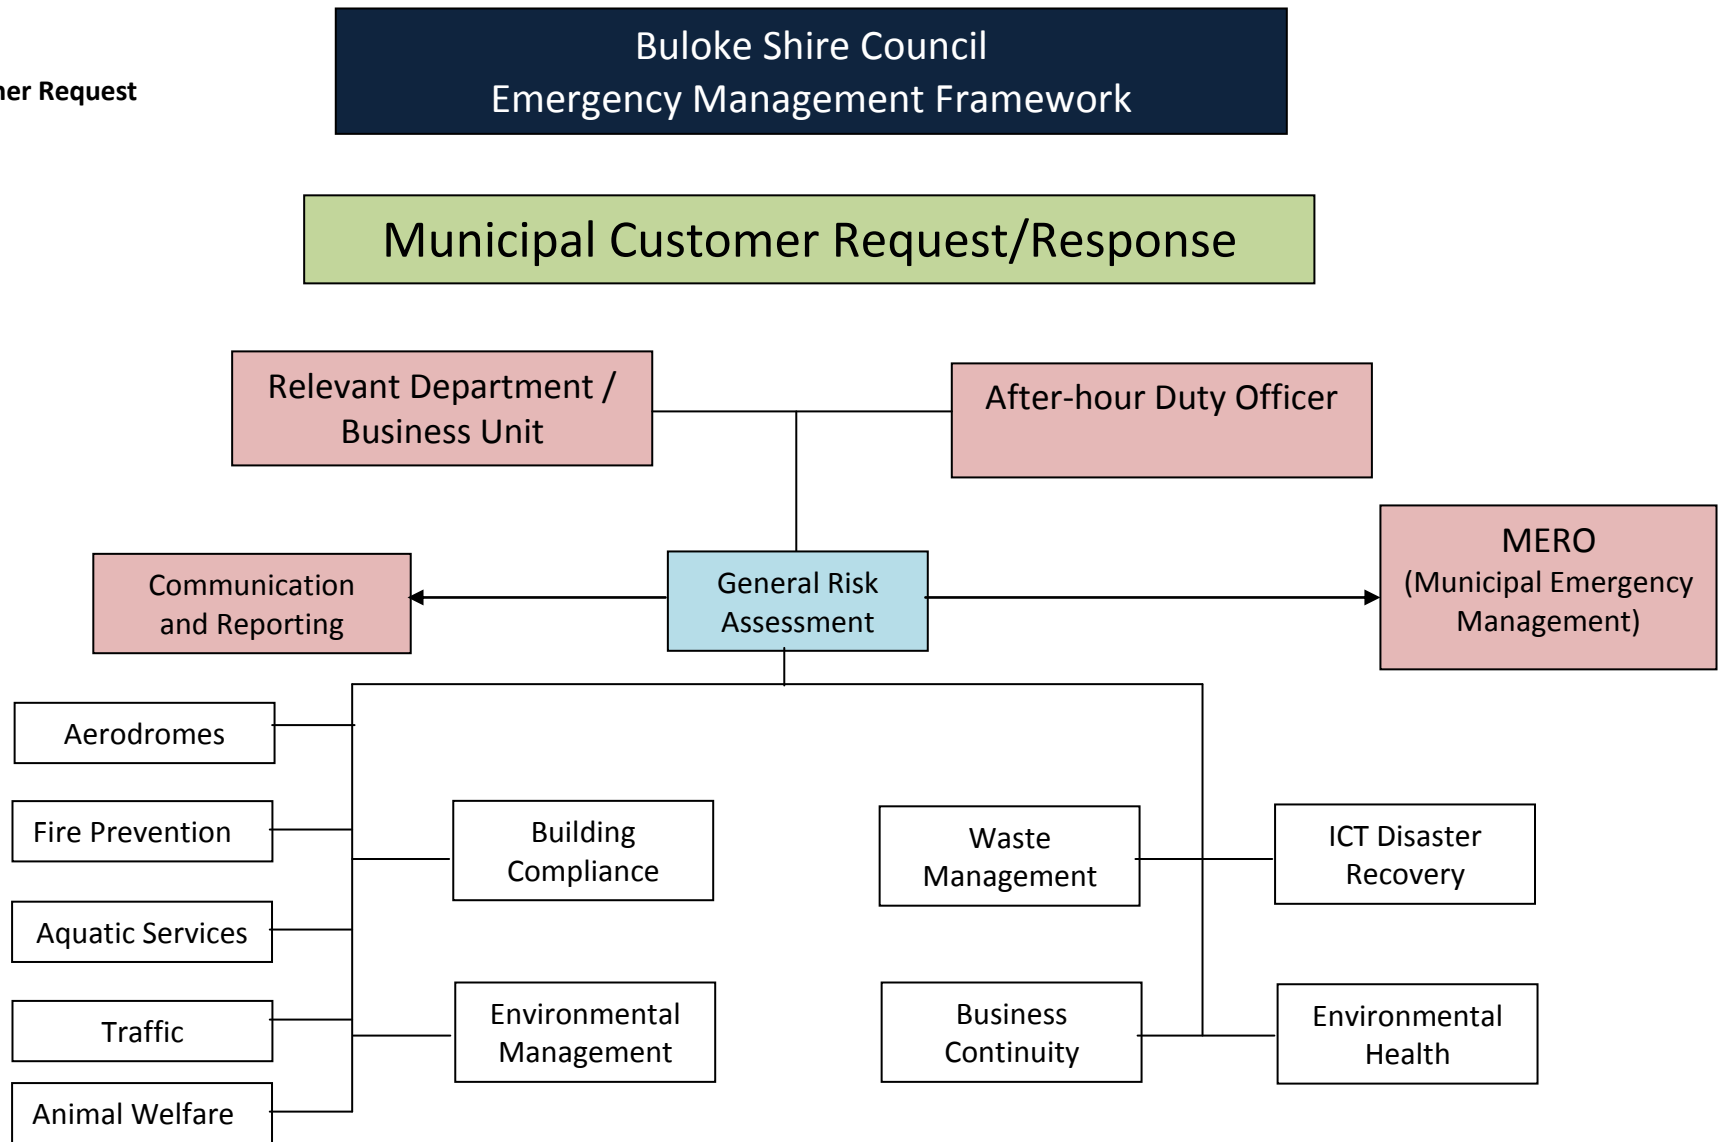 Buloke Shire Council
Emergency Management Framework
ner Request
Municipal Customer Request/Response
Relevant Department /
Business Unit
After-hour Duty Officer
Communication
and Reporting
General Risk
Assessment
MERO
(Municipal Emergency
Management)
Aerodromes
Fire Prevention
Aquatic Services
Traffic
Animal Welfare
Building
Compliance
Environmental
Management
Waste
Management
Business
Continuity
ICT Disaster
Recovery
Environmental
Health